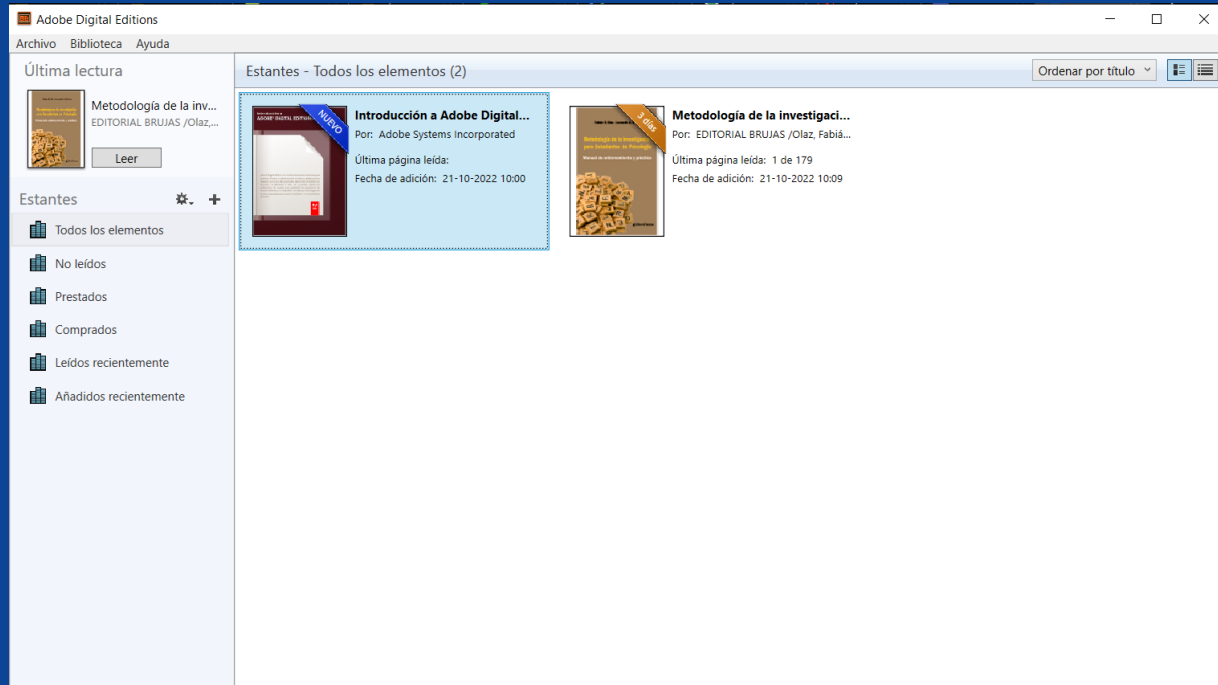 Adobe Digital Editions
Archivo Biblioteca Ayuda
Última lectura
Metodología de la inv...
EDITORIAL BRUJAS /Olaz,...
Leer
Estantes
Todos los elementos
No leídos
Prestados
Comprados
Leídos recientemente
Añadidos recientemente
Estantes - Todos los elementos (2)
Ordenar por título
NUEVO
Introducción a Adobe Digital...
Por: Adobe Systems Incorporated
Última página leída:
Fecha de adición: 21-10-2022 10:00
3 días
Metodología de la investigaci...
Por: EDITORIAL BRUJAS /Olaz, Fabiá...
Última página leída: 1 de 179
Fecha de adición: 21-10-2022 10:09